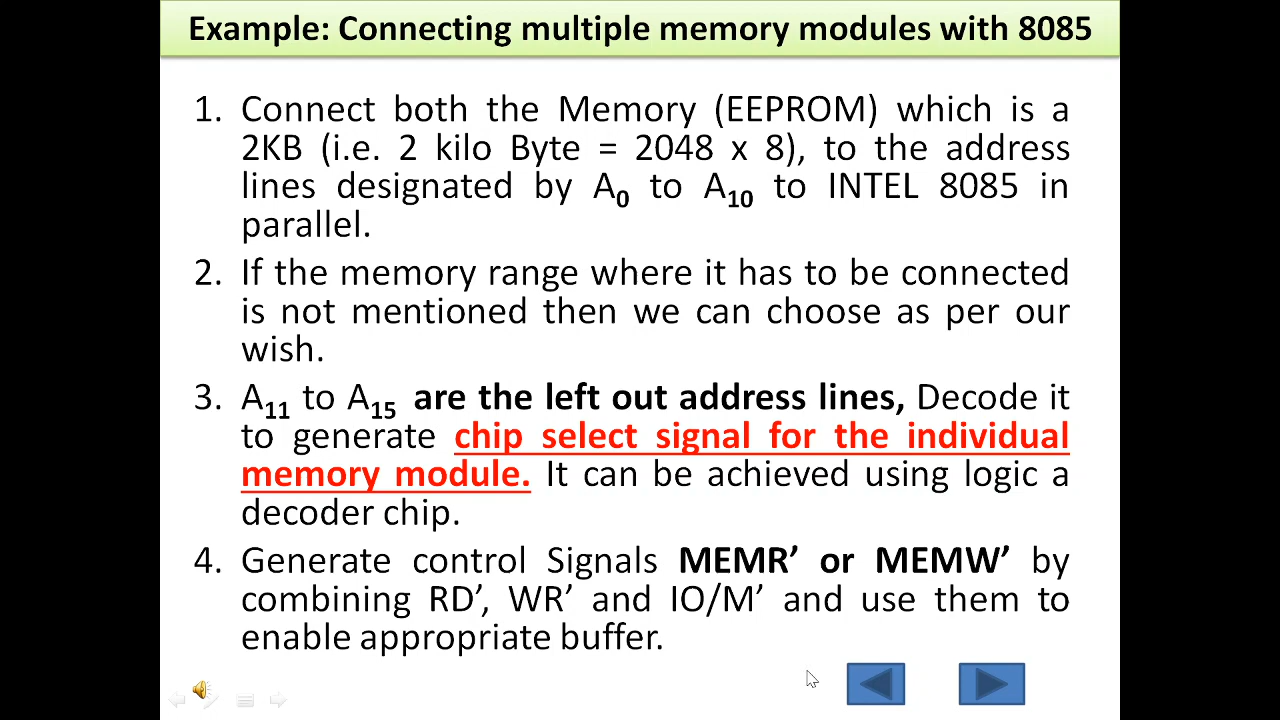 Example: Connecting multiple memory modules with 8085
1. Connect both the Memory (EEPROM) which is a
2KB (i.e. 2 kilo Byte = 2048 x 8), to the address
lines designated by A0 to A10 to INTEL 8085 in
parallel.
2. If the memory range where it has to be connected
is not mentioned then we can choose as per our
wish.
3. A11 to A15 are the left out address lines, Decode it
to generate chip select signal for the individual
memory module. It can be achieved using logic a
decoder chip.
4. Generate control Signals MEMR’ or MEMW’ by
combining RD’, WR’ and IO/M’ and use them to
enable appropriate buffer.